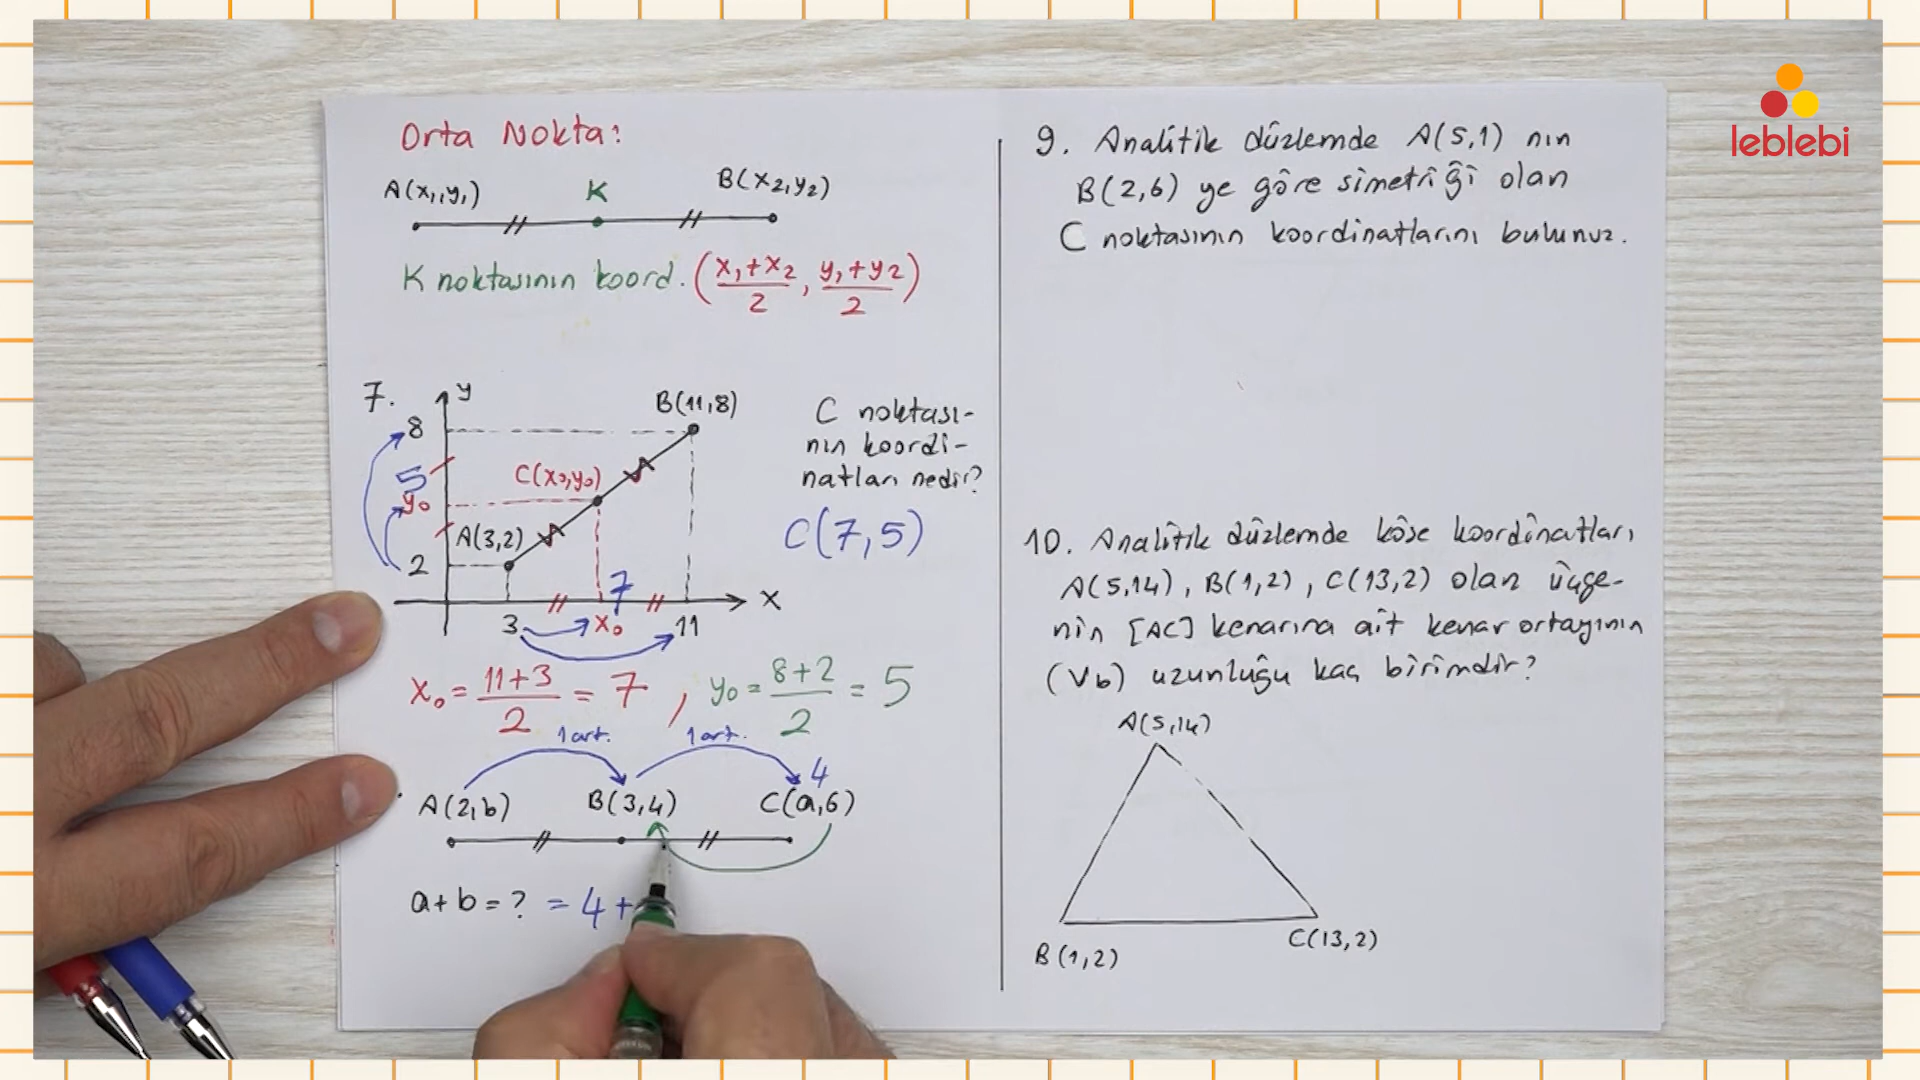 Orta Nokta:
A(x₁,y₁) K B(x₂,y₂)
K noktasının koord. (x₁+x₂/2, y₁+y₂/2)
7.
y
8
5
y₀
2
B(11,8)
C(x₀,y₀)
A(3,2)
7
3 x₀ 11
x
C noktası-
nın koordi-
natları nedir?
C(7,5)
x₀ = 11+3/2 = 7 , y₀ = 8+2/2 = 5
1 art. 1 art.
4
A(2,b) B(3,4) C(a,6)
a+b=? = 4+
9. Analitik düzlemde A(5,1) nın
B(2,6) ye göre simetriği olan
C noktasının koordinatlarını bulunuz.
10. Analitik düzlemde köşe koordinatları
A(5,14), B(1,2), C(13,2) olan üçge-
nin [AC] kenarına ait kenarortayının
(Vb) uzunluğu kaç birimdir?
A(5,14)
B(1,2)
C(13,2)
leblebi